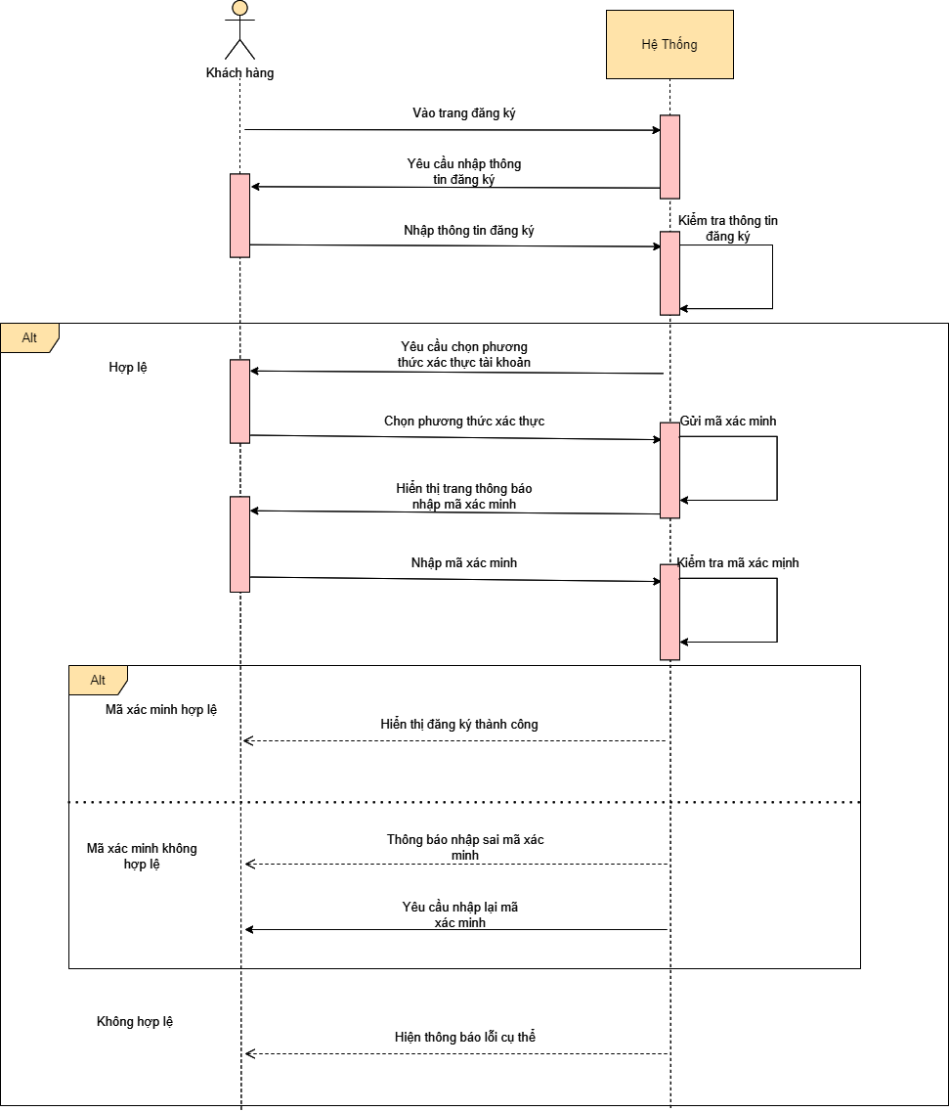 Khách hàng
Hệ Thống
Vào trang đăng ký
Yêu cầu nhập thông
tin đăng ký
Nhập thông tin đăng ký
Kiểm tra thông tin
đăng ký
Alt
Hợp lệ
Yêu cầu chọn phương
thức xác thực tài khoản
Chọn phương thức xác thực
Gửi mã xác minh
Hiển thị trang thông báo
nhập mã xác minh
Nhập mã xác minh
Kiểm tra mã xác mịnh
Alt
Mã xác minh hợp lệ
Hiển thị đăng ký thành công
Mã xác minh không
hợp lệ
Thông báo nhập sai mã xác
minh
Yêu cầu nhập lại mã
xác minh
Không hợp lệ
Hiện thông báo lỗi cụ thể